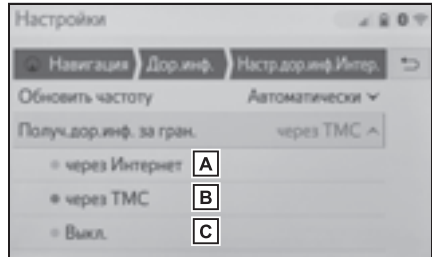 Настройки 0
Навигация Дор.инф. Настр.дор.инф.Интер.
Обновить частоту Автоматически
Получ.дор.инф. за гран. через TMC
через Интернет A
через TMC B
Выкл. C